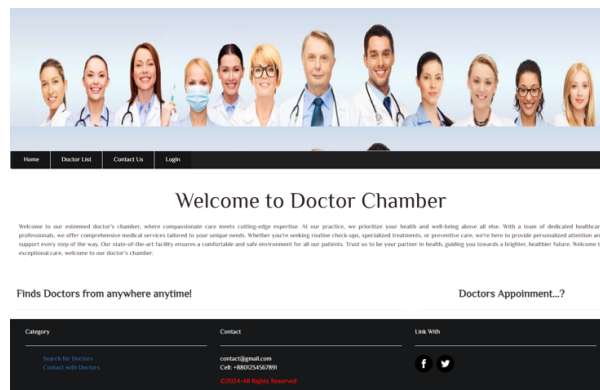 Home Doctor List Contact Us Login
Welcome to Doctor Chamber
Welcome to our esteemed doctor's chamber, where compassionate care meets cutting-edge expertise. At our practice, we prioritize your health and well-being above all else. With a team of dedicated healthcar
professionals, we offer comprehensive medical services tailored to your unique needs. Whether you're seeking routine check-ups, specialized treatments, or preventive care, we're here to provide personalized attention an
support every step of the way. Our state-of-the-art facility ensures a comfortable and safe environment for all our patients. Trust us to be your partner in health, guiding you towards a brighter, healthier future. Welcome t
exceptional care, welcome to our doctor's chamber.
Finds Doctors from anywhere anytime! Doctors Appoinment...?
Category Contact Link With
Search for Doctors contact@gmail.com
Contact with Doctors Cell: +8801234567891
©2024-All Rights Reserved